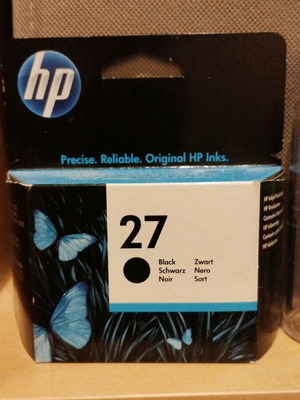 hp
Precise. Reliable. Original HP Inks.
27
Black Zwart
Schwarz Nero
Noir Sort